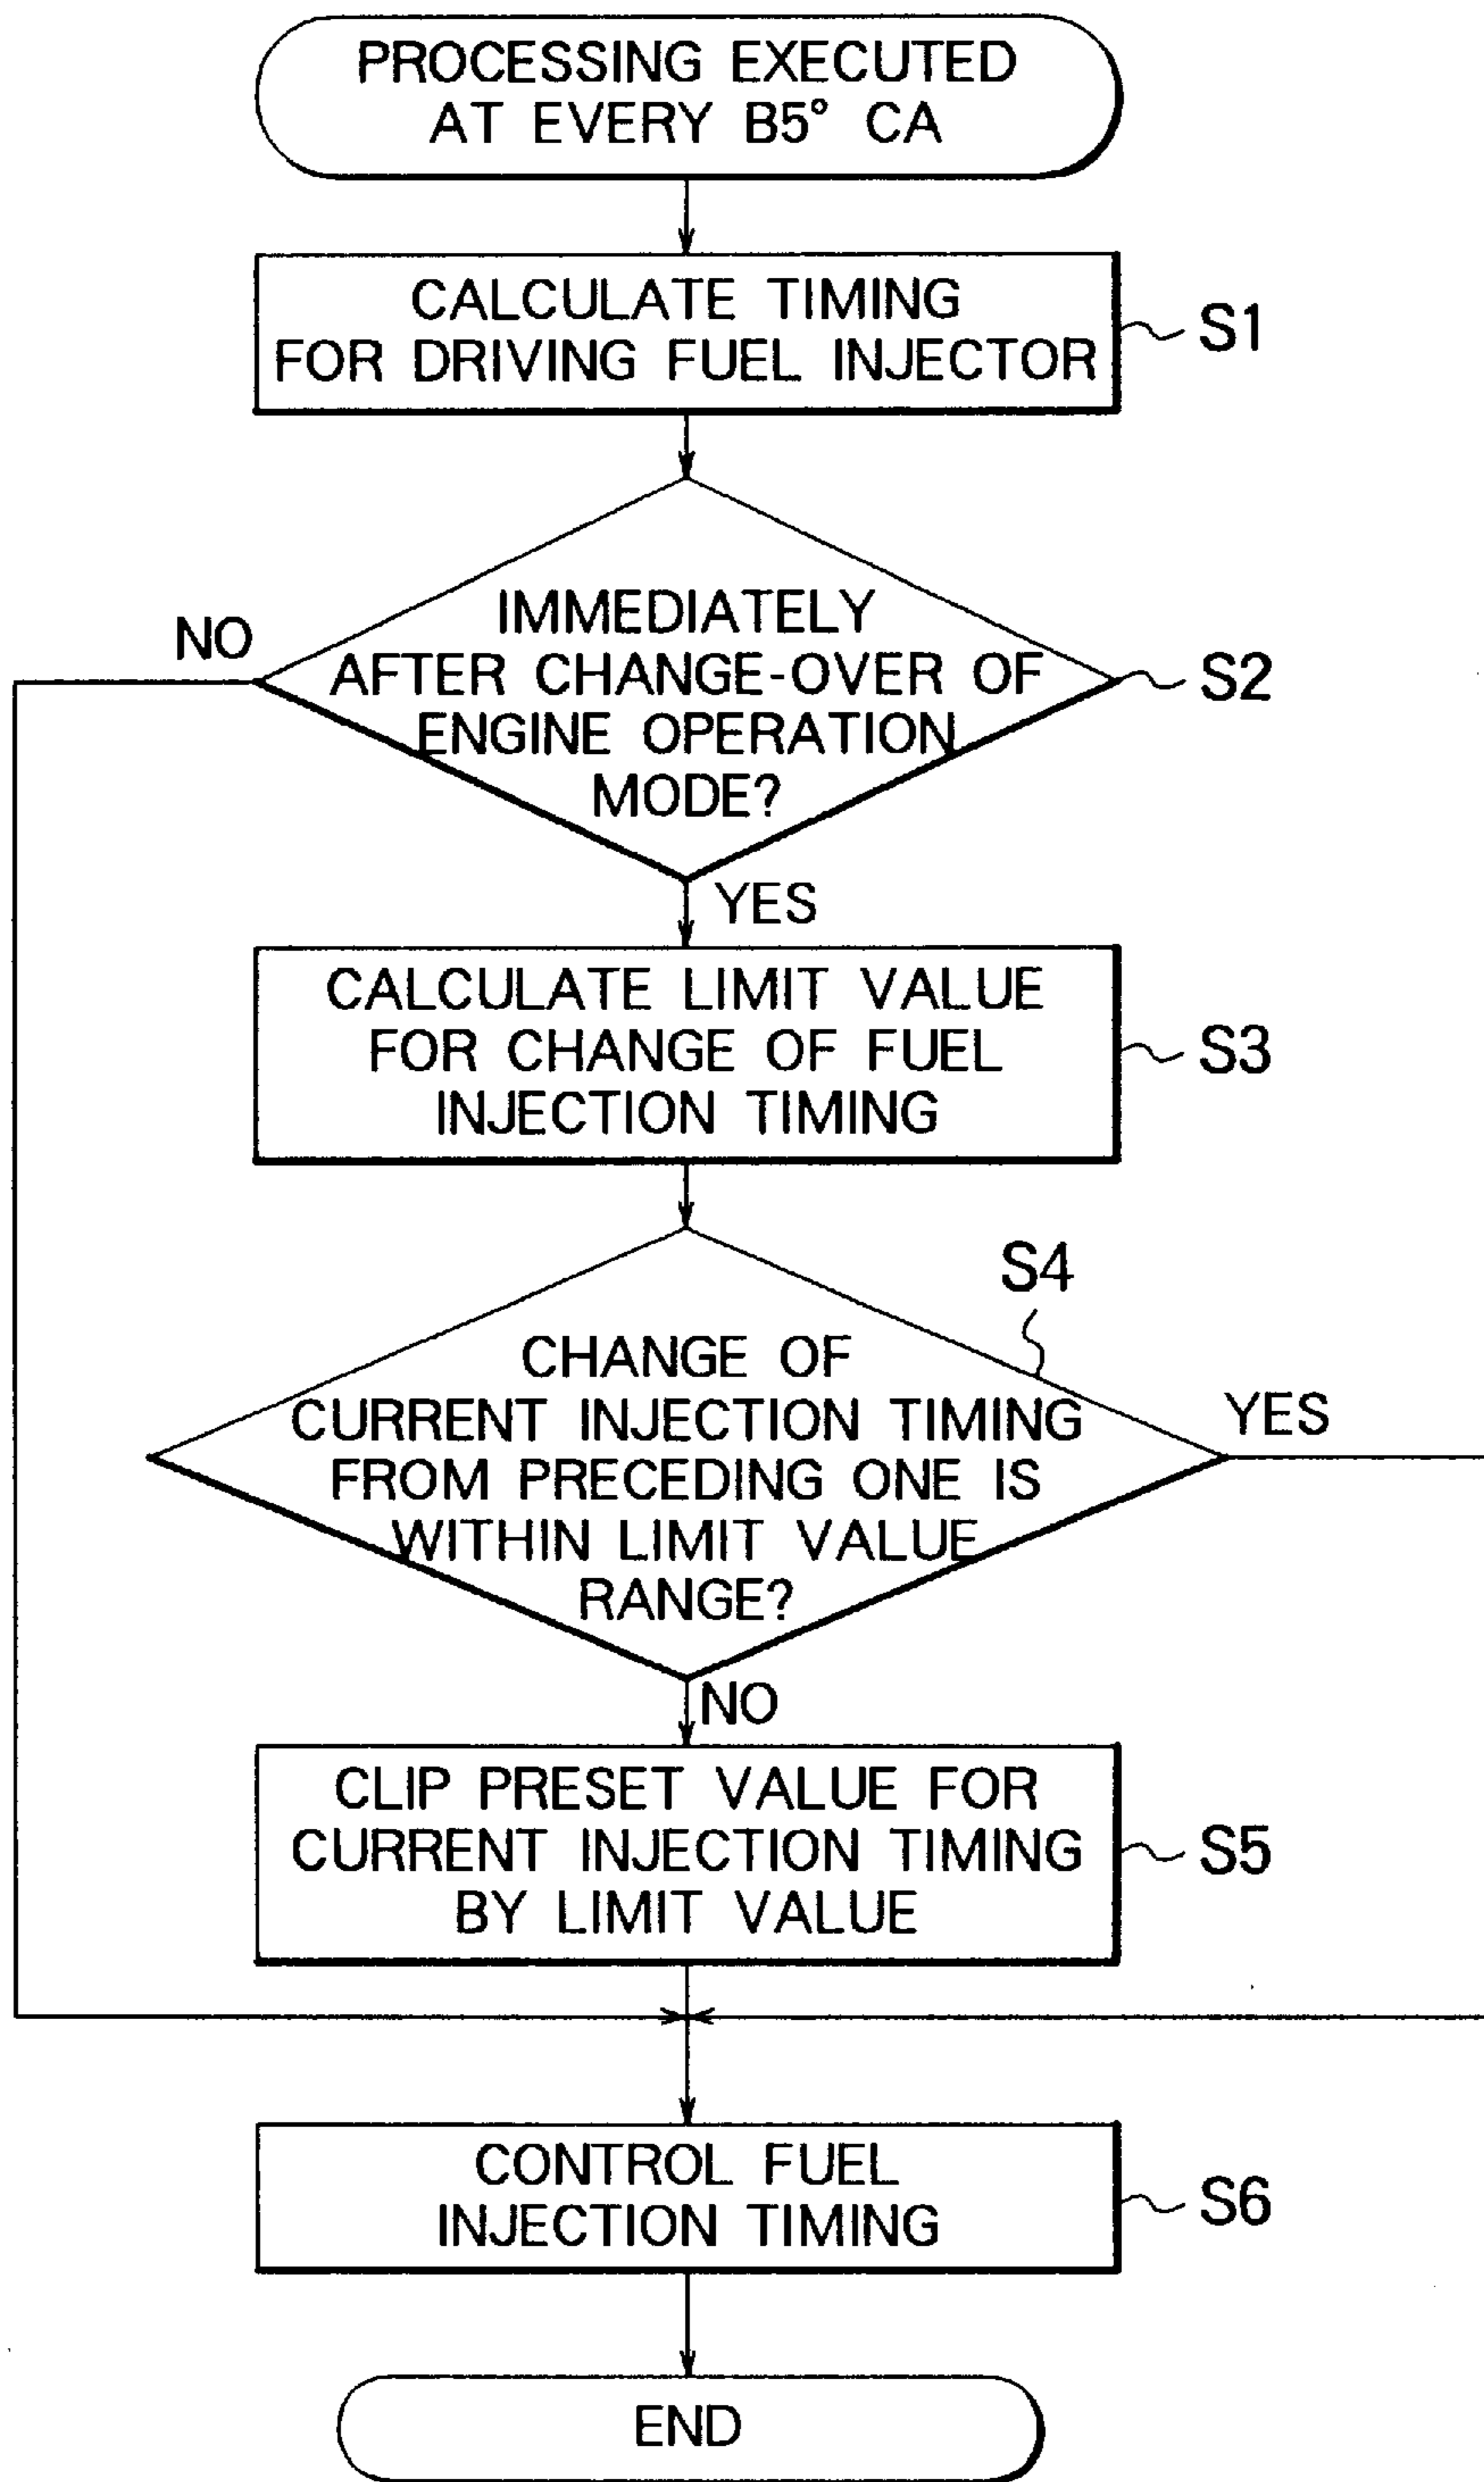 PROCESSING EXECUTED
AT EVERY B5° CA
CALCULATE TIMING
FOR DRIVING FUEL INJECTOR
S1
IMMEDIATELY
AFTER CHANGE-OVER OF
ENGINE OPERATION
MODE?
NO
S2
YES
CALCULATE LIMIT VALUE
FOR CHANGE OF FUEL
INJECTION TIMING
S3
S4
CHANGE OF
CURRENT INJECTION TIMING
FROM PRECEDING ONE IS
WITHIN LIMIT VALUE
RANGE?
YES
NO
CLIP PRESET VALUE FOR
CURRENT INJECTION TIMING
BY LIMIT VALUE
S5
CONTROL FUEL
INJECTION TIMING
S6
END